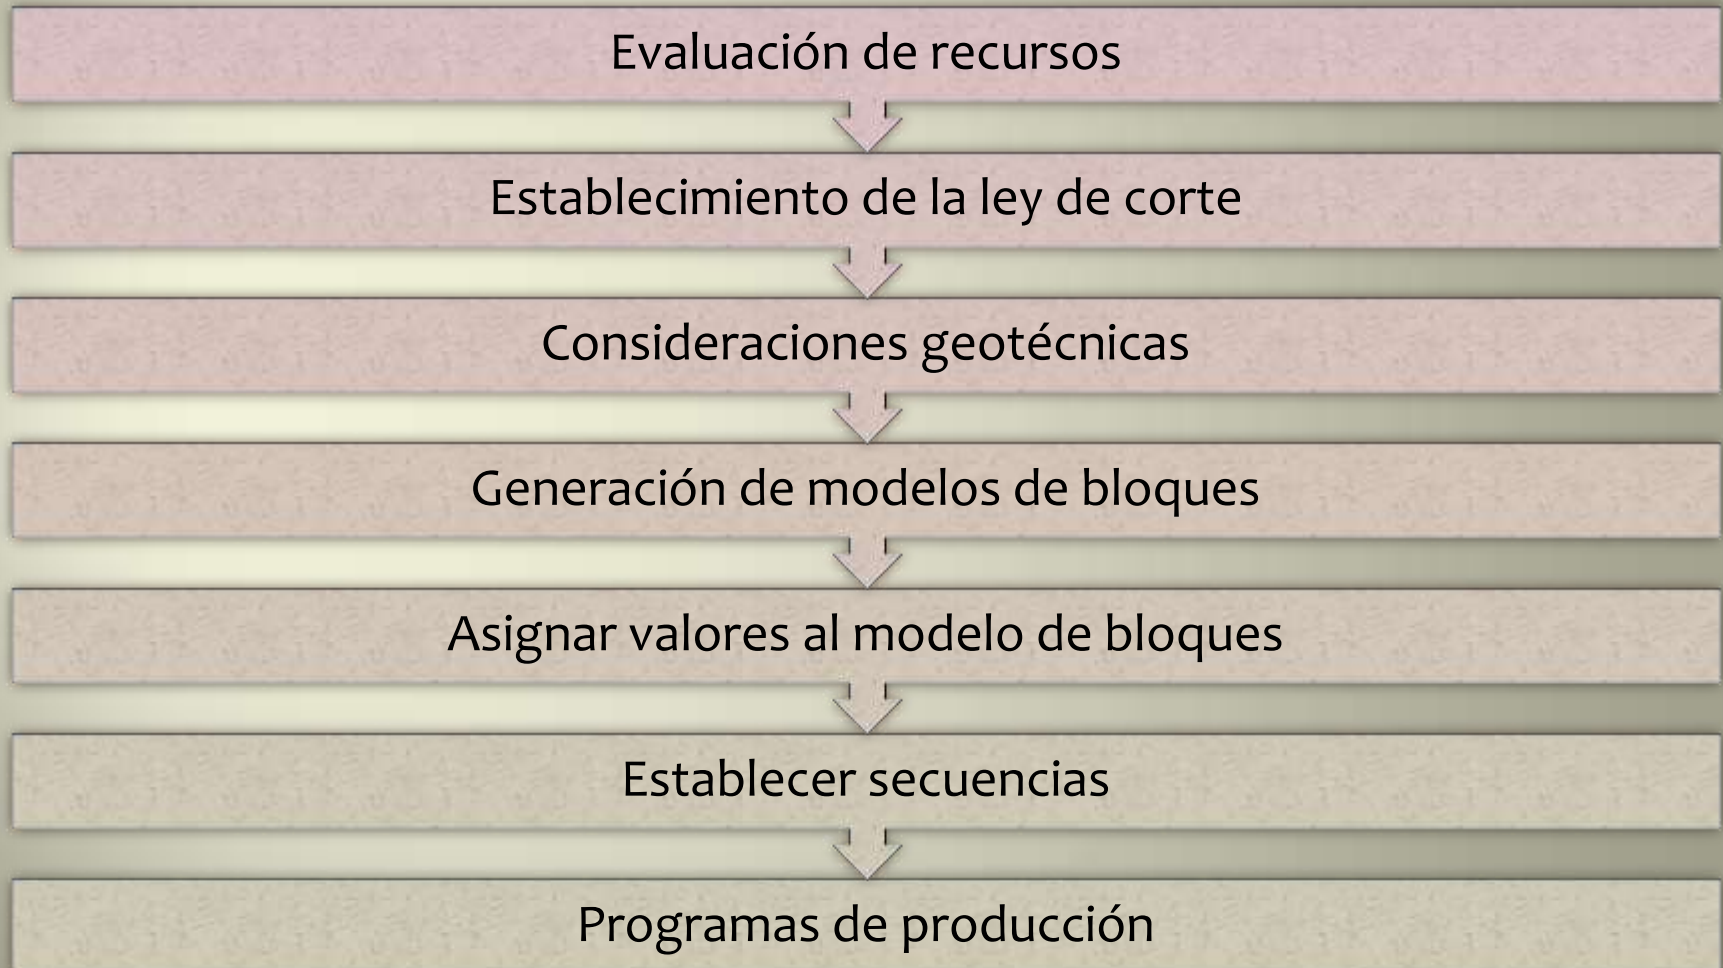 Evaluación de recursos
Establecimiento de la ley de corte
Consideraciones geotécnicas
Generación de modelos de bloques
Asignar valores al modelo de bloques
Establecer secuencias
Programas de producción